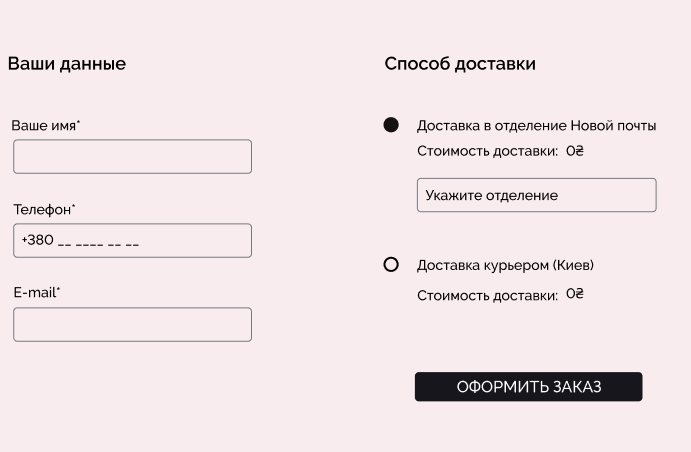 Ваши данные
Ваше имя*
Телефон*
+380 __ ____ __ __
E-mail*
Способ доставки
Доставка в отделение Новой почты
Стоимость доставки: 0₴
Укажите отделение
Доставка курьером (Киев)
Стоимость доставки: 0₴
ОФОРМИТЬ ЗАКАЗ